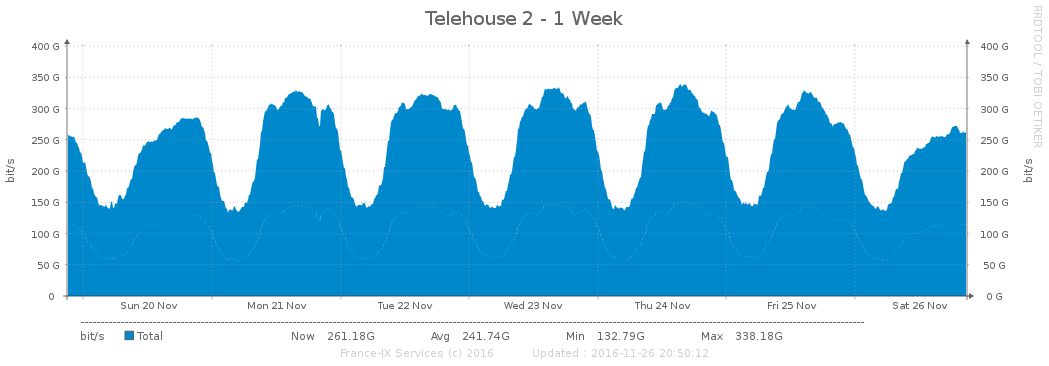 Telehouse 2 - 1 Week
RRDTOOL / TOBI OETIKER
400 G 400 G
350 G 350 G
300 G 300 G
250 G 250 G
200 G 200 G
150 G 150 G
100 G 100 G
50 G 50 G
0 0 G
bit/s bit/s
Sun 20 Nov Mon 21 Nov Tue 22 Nov Wed 23 Nov Thu 24 Nov Fri 25 Nov Sat 26 Nov
bit/s Total Now 261.18G Avg 241.74G Min 132.79G Max 338.18G
France-IX Services (c) 2016 Updated : 2016-11-26 20:50:12